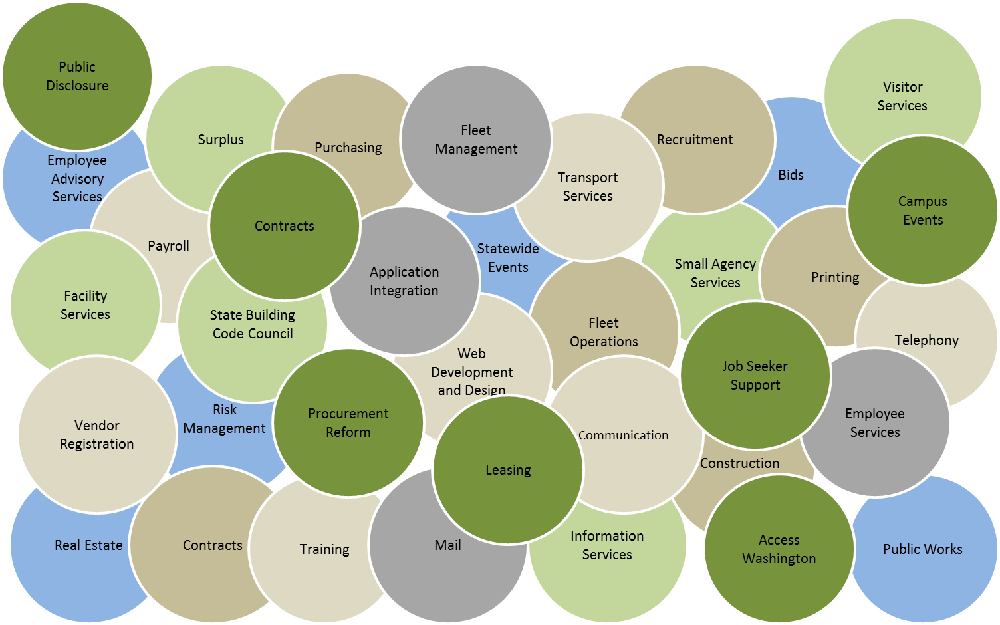 Public
Disclosure
Visitor
Services
Surplus
Purchasing
Fleet
Management
Recruitment
Employee
Advisory
Services
Transport
Services
Bids
Campus
Events
Contracts
Payroll
Statewide
Events
Application
Integration
Small Agency
Services
Printing
Facility
Services
State Building
Code Council
Fleet
Operations
Telephony
Web
Development
and Design
Job Seeker
Support
Risk
Management
Procurement
Reform
Employee
Services
Vendor
Registration
Communication
Construction
Leasing
Real Estate
Contracts
Training
Mail
Information
Services
Access
Washington
Public Works